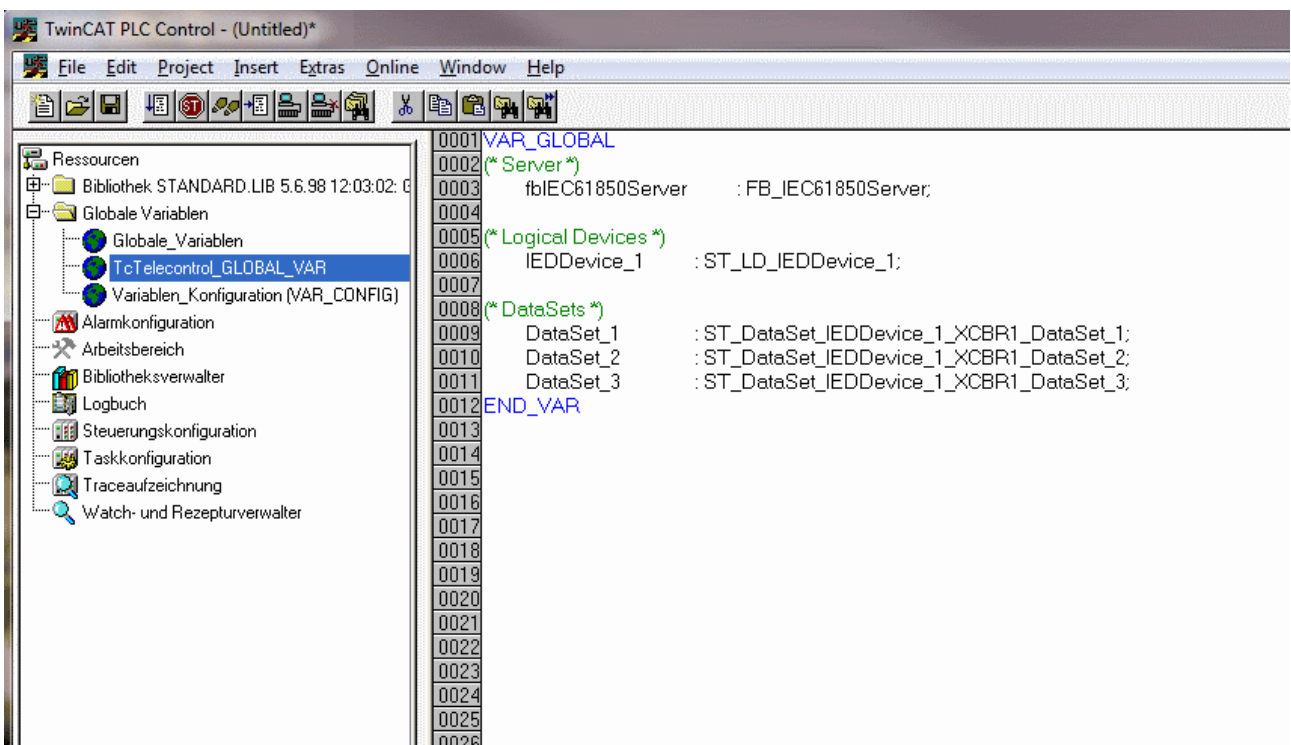 TwinCAT PLC Control - (Untitled)*
File Edit Project Insert Extras Online Window Help
Ressourcen
Bibliothek STANDARD.LIB 5.6.98 12:03:02:
Globale Variablen
Globale_Variablen
TcTelecontrol_GLOBAL_VAR
Variablen_Konfiguration (VAR_CONFIG)
Alarmkonfiguration
Arbeitsbereich
Bibliotheksverwalter
Logbuch
Steuerungskonfiguration
Taskkonfiguration
Traceaufzeichnung
Watch- und Rezepturverwalter
0001 VAR_GLOBAL
0002 (* Server *)
0003 fbIEC61850Server : FB_IEC61850Server;
0004
0005 (* Logical Devices *)
0006 IEDDevice_1 : ST_LD_IEDDevice_1;
0007
0008 (* DataSets *)
0009 DataSet_1 : ST_DataSet_IEDDevice_1_XCBR1_DataSet_1;
0010 DataSet_2 : ST_DataSet_IEDDevice_1_XCBR1_DataSet_2;
0011 DataSet_3 : ST_DataSet_IEDDevice_1_XCBR1_DataSet_3;
0012 END_VAR
0013
0014
0015
0016
0017
0018
0019
0020
0021
0022
0023
0024
0025
0026